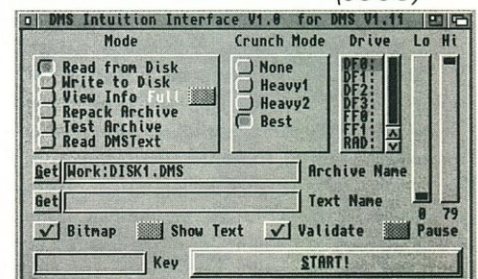 DMS Intuition Interface V1.0 for DMS V1.11
Mode
Crunch Mode
Drive
Lo Hi
Read from Disk
Write to Disk
View Info Full
Repack Archive
Test Archive
Read DMSText
None
Heavy1
Heavy2
Best
DF0:
DF1:
DF2:
DF3:
FF0:
FF1:
RAD:
Get Work:DISK1.DMS Archive Name
Get Text Name
0 79
Bitmap Show Text Validate Pause
Key START!